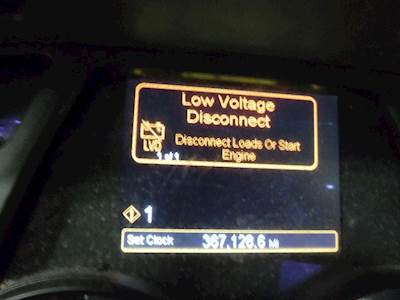 Low Voltage
Disconnect
Disconnect Loads Or Start
Engine
LVD
1 of 1
1
Set Clock 367,128.6 MI